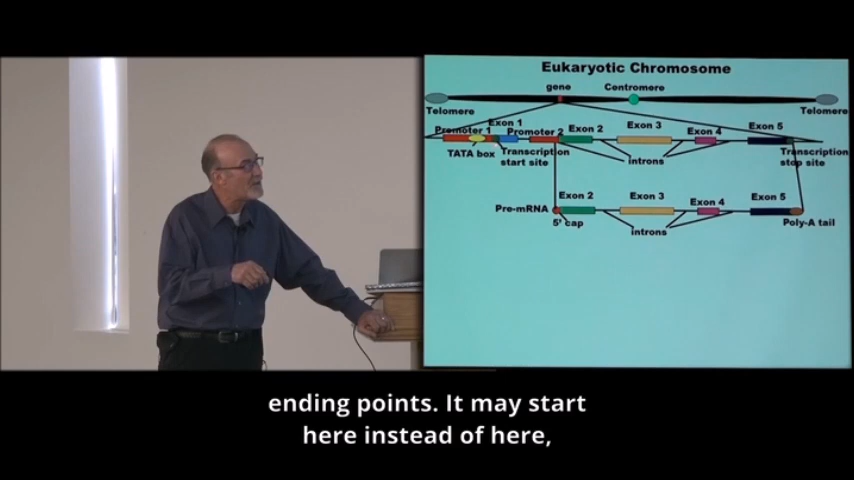 Eukaryotic Chromosome
gene
Centromere
Telomere
Telomere
Promoter 1
Exon 1
Promoter 2
Exon 2
Exon 3
Exon 4
Exon 5
TATA box
Transcription
start site
introns
Transcription
stop site
Pre-mRNA
Exon 2
Exon 3
Exon 4
Exon 5
5' cap
introns
Poly-A tail
ending points. It may start
here instead of here,